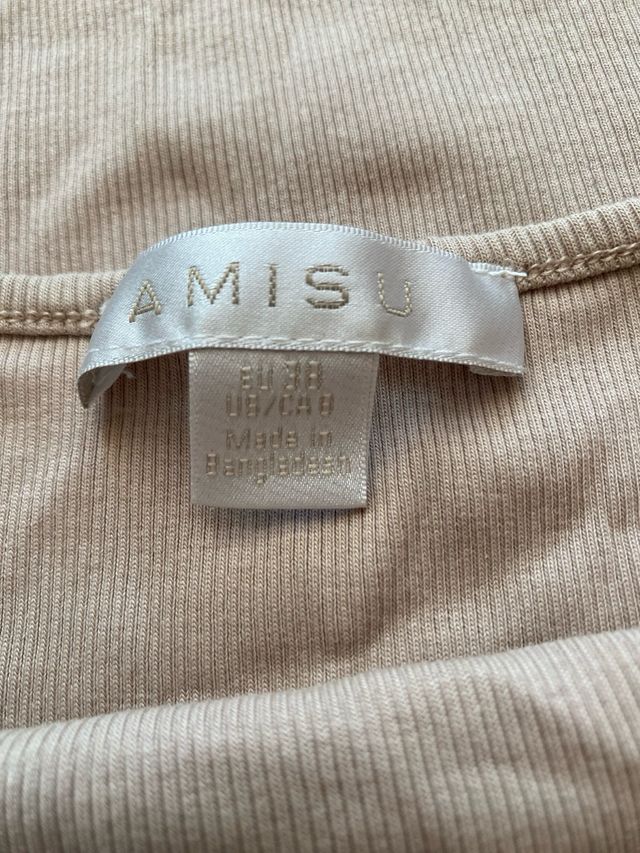 AMISU
EU 38
US/CA 8
Made in
Bangladesh